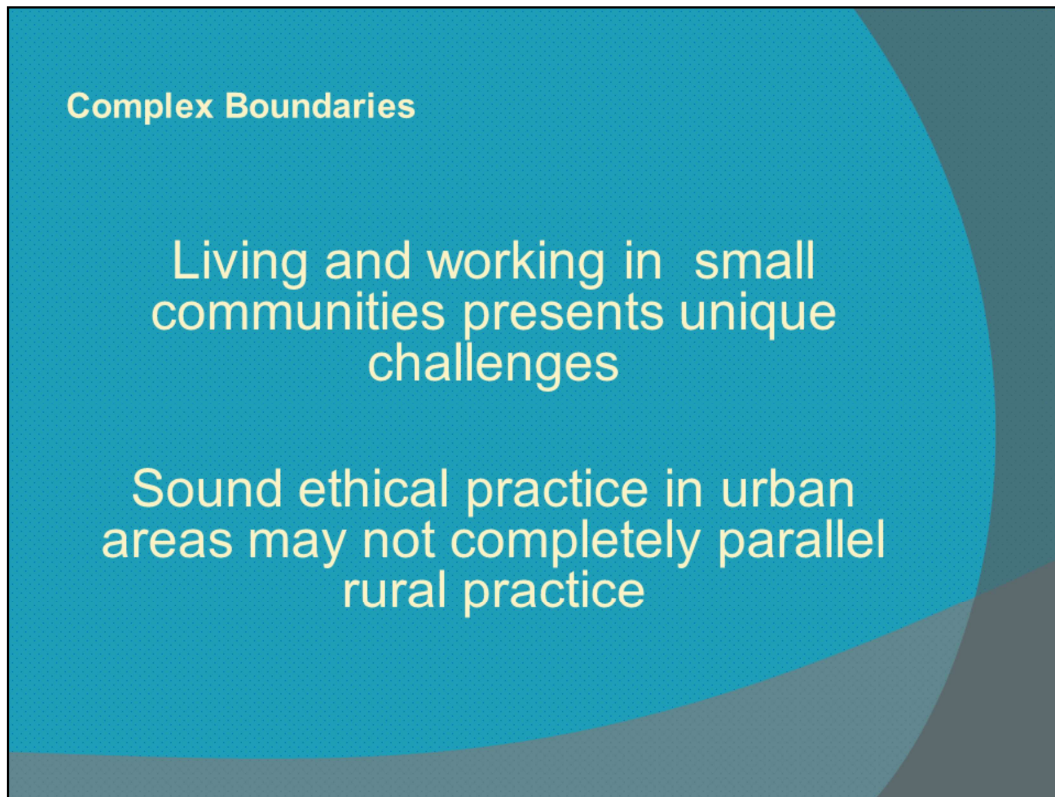 Complex Boundaries
Living and working in  small
communities presents unique
challenges
Sound ethical practice in urban
areas may not completely parallel
rural practice